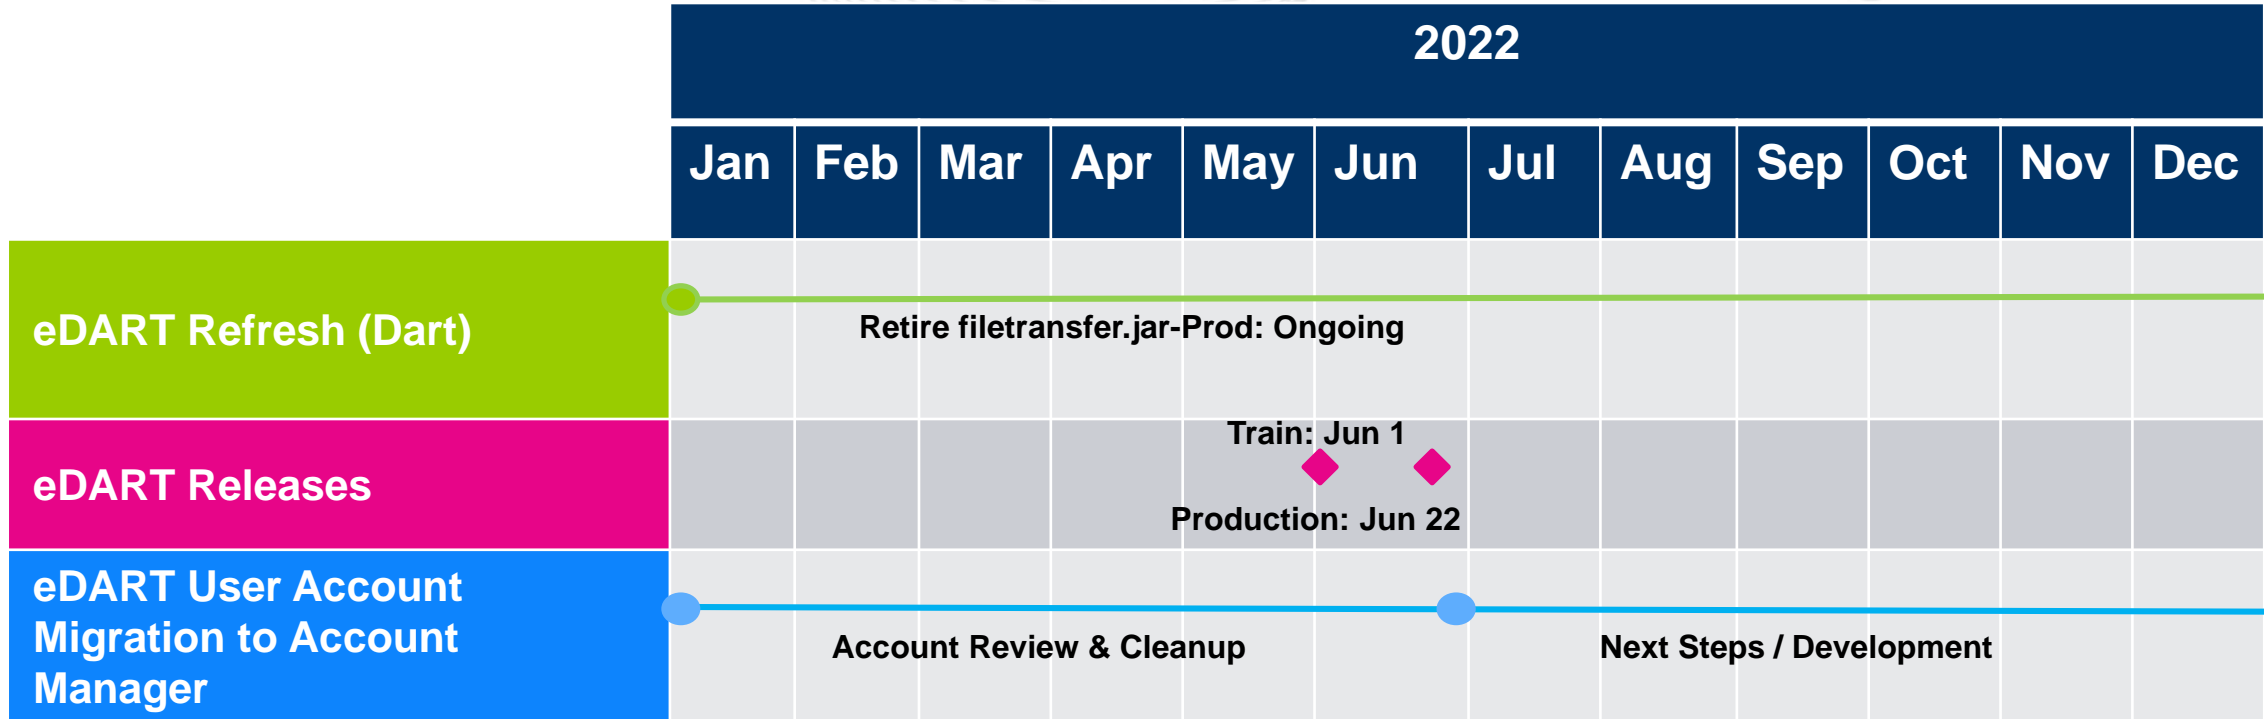 2022
Jan Feb Mar Apr May Jun Jul Aug Sep Oct Nov Dec
eDART Refresh (Dart)
Retire filetransfer.jar-Prod: Ongoing
eDART Releases
Train: Jun 1
Production: Jun 22
eDART User Account
Migration to Account
Manager
Account Review & Cleanup
Next Steps / Development